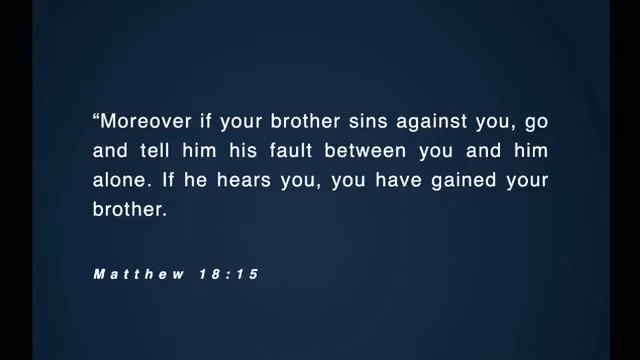 “Moreover if your brother sins against you, go
and tell him his fault between you and him
alone. If he hears you, you have gained your
brother.
Matthew 18:15